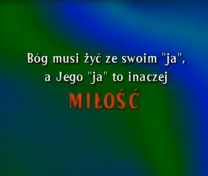 Bóg musi żyć ze swoim "ja",
a Jego "ja" to inaczej
MIŁOŚĆ